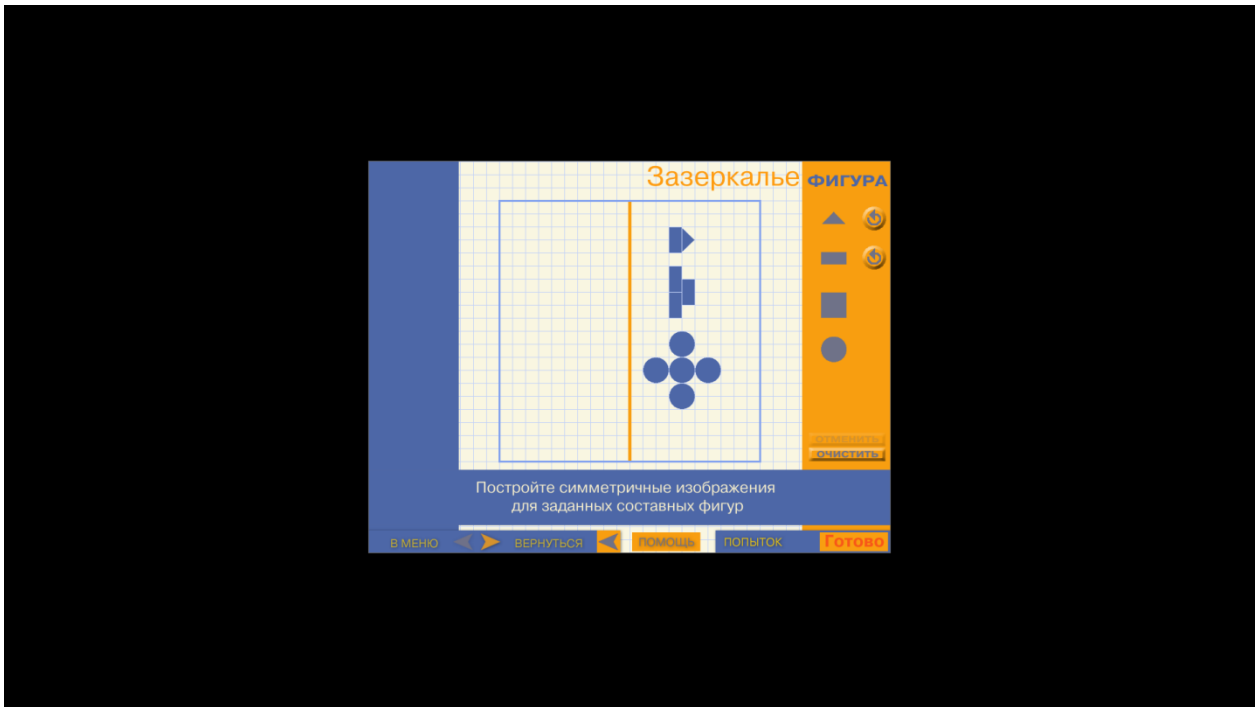 Зазеркалье
ФИГУРА
ОТМЕНИТЬ
ОЧИСТИТЬ
Постройте симметричные изображения
для заданных составных фигур
В МЕНЮ
ВЕРНУТЬСЯ
ПОМОЩЬ
ПОПЫТОК
Готово